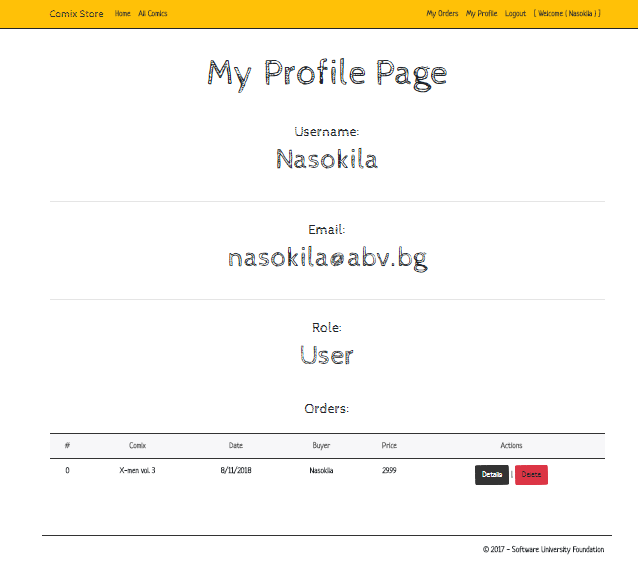 Comix Store Home All Comics My Orders My Profile Logout [ Welcome ( Nasokila ) ]
My Profile Page
Username:
Nasokila
Email:
nasokila@abv.bg
Role:
User
Orders:
# Comix Date Buyer Price Actions
0 X-men vol. 3 8/11/2018 Nasokila 29.99 Details | Delete
© 2017 - Software University Foundation